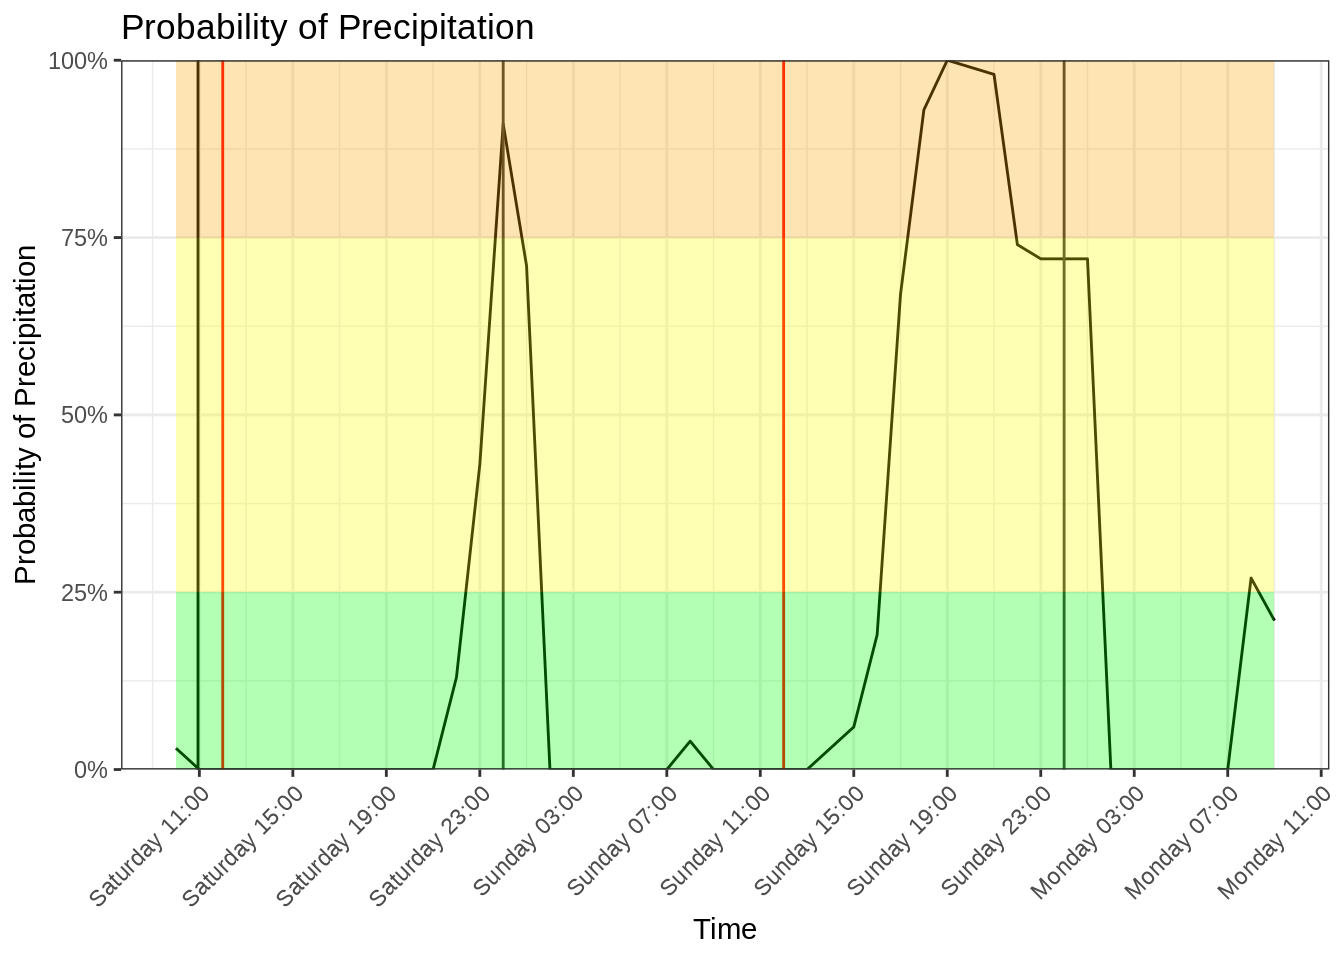 Probability of Precipitation
Probability of Precipitation
100%
75%
50%
25%
0%
Saturday 11:00
Saturday 15:00
Saturday 19:00
Saturday 23:00
Sunday 03:00
Sunday 07:00
Sunday 11:00
Sunday 15:00
Sunday 19:00
Sunday 23:00
Monday 03:00
Monday 07:00
Monday 11:00
Time